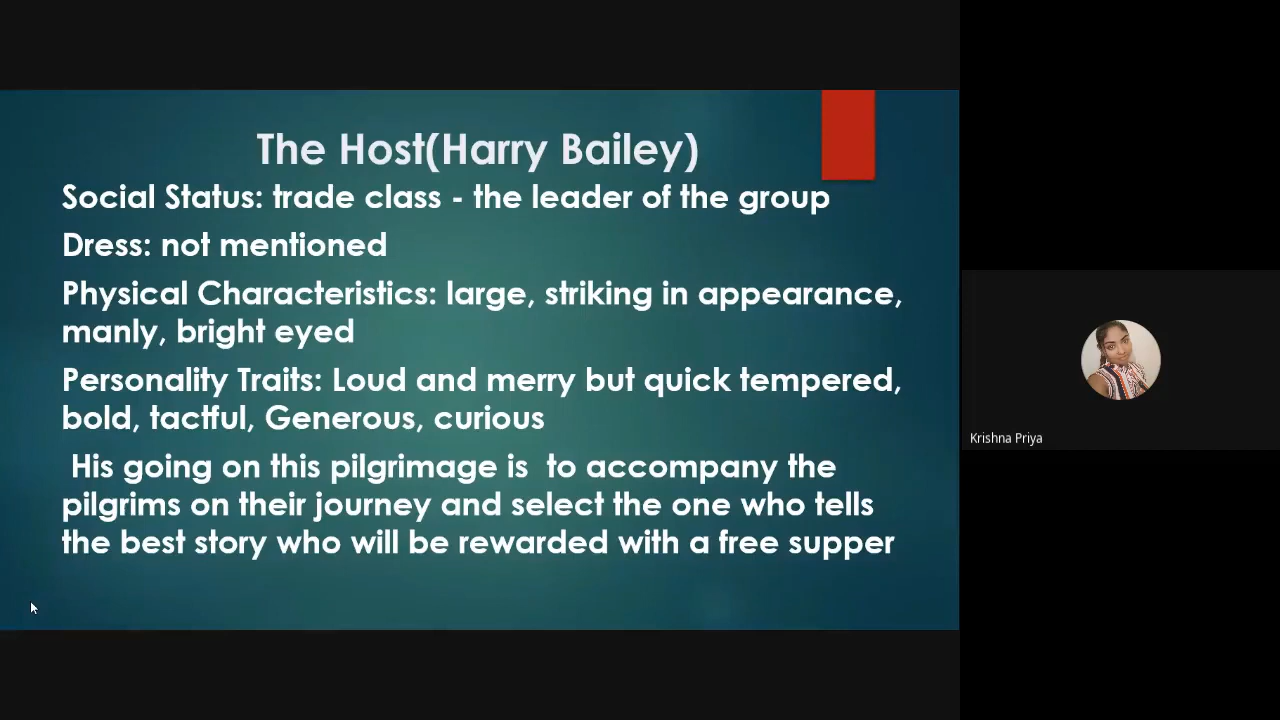 The Host(Harry Bailey)
Social Status: trade class - the leader of the group
Dress: not mentioned
Physical Characteristics: large, striking in appearance,
manly, bright eyed
Personality Traits: Loud and merry but quick tempered,
bold, tactful, Generous, curious
His going on this pilgrimage is  to accompany the
pilgrims on their journey and select the one who tells
the best story who will be rewarded with a free supper
Krishna Priya